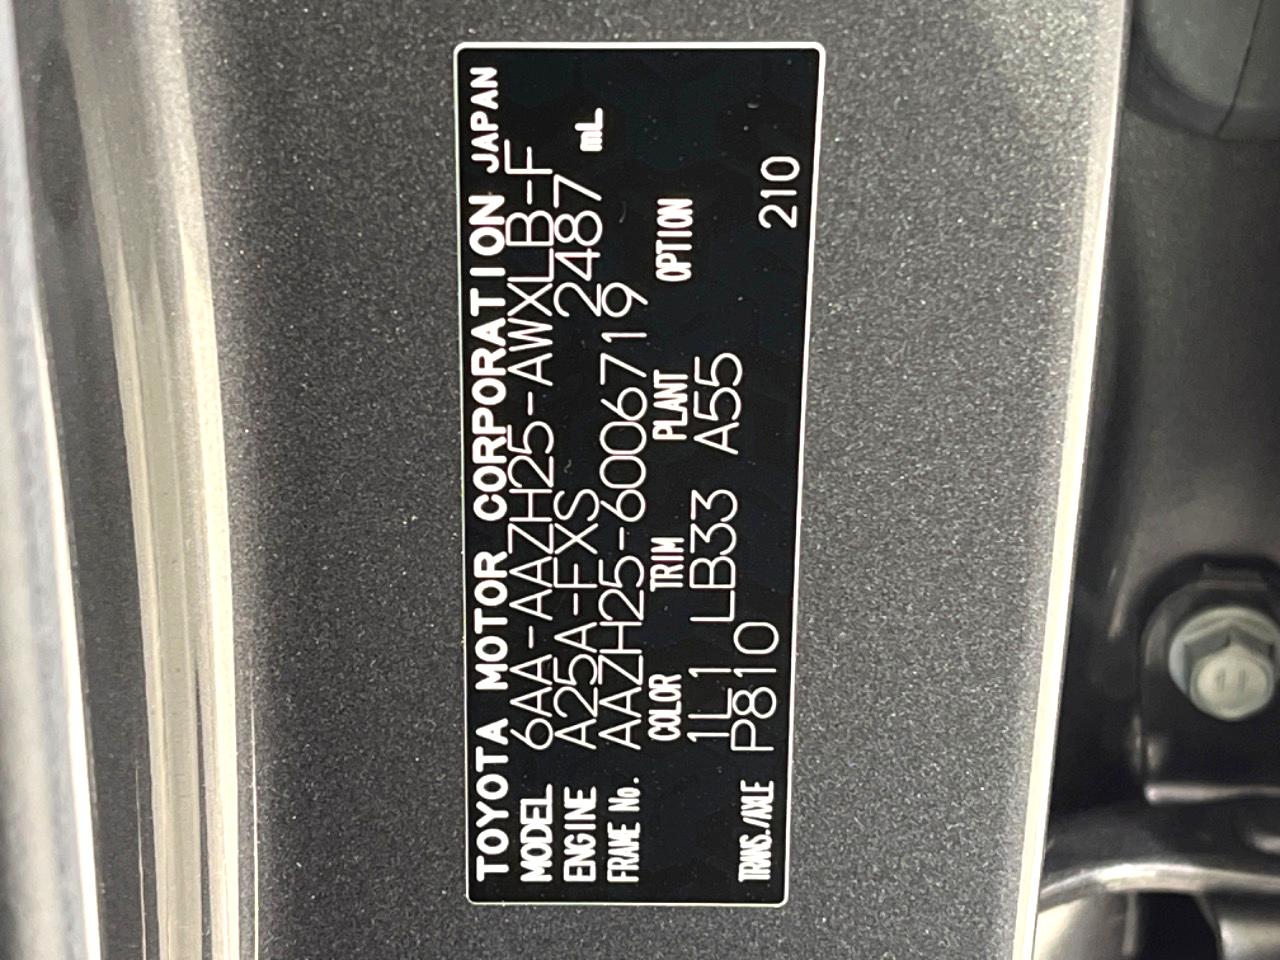 TOYOTA MOTOR CORPORATION JAPAN
MODEL 6AA-AAZH25-AWXLB-F
ENGINE A25A-FXS 2487 mL
FRAME No. AAZH25-6006719
COLOR TRIM PLANT OPTION
1L1 LB33 A55
TRANS./AXLE P810 210